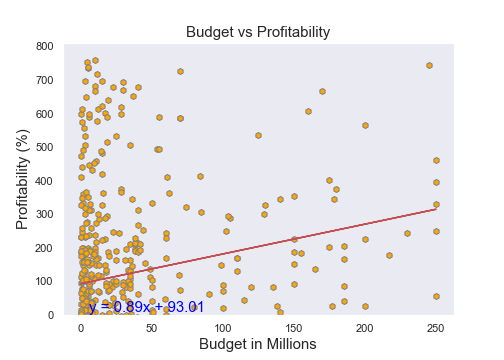 Budget vs Profitability
800
700
600
500
400
300
200
100
0
Profitability (%)
y = 0.89x + 93.01
0 50 100 150 200 250
Budget in Millions